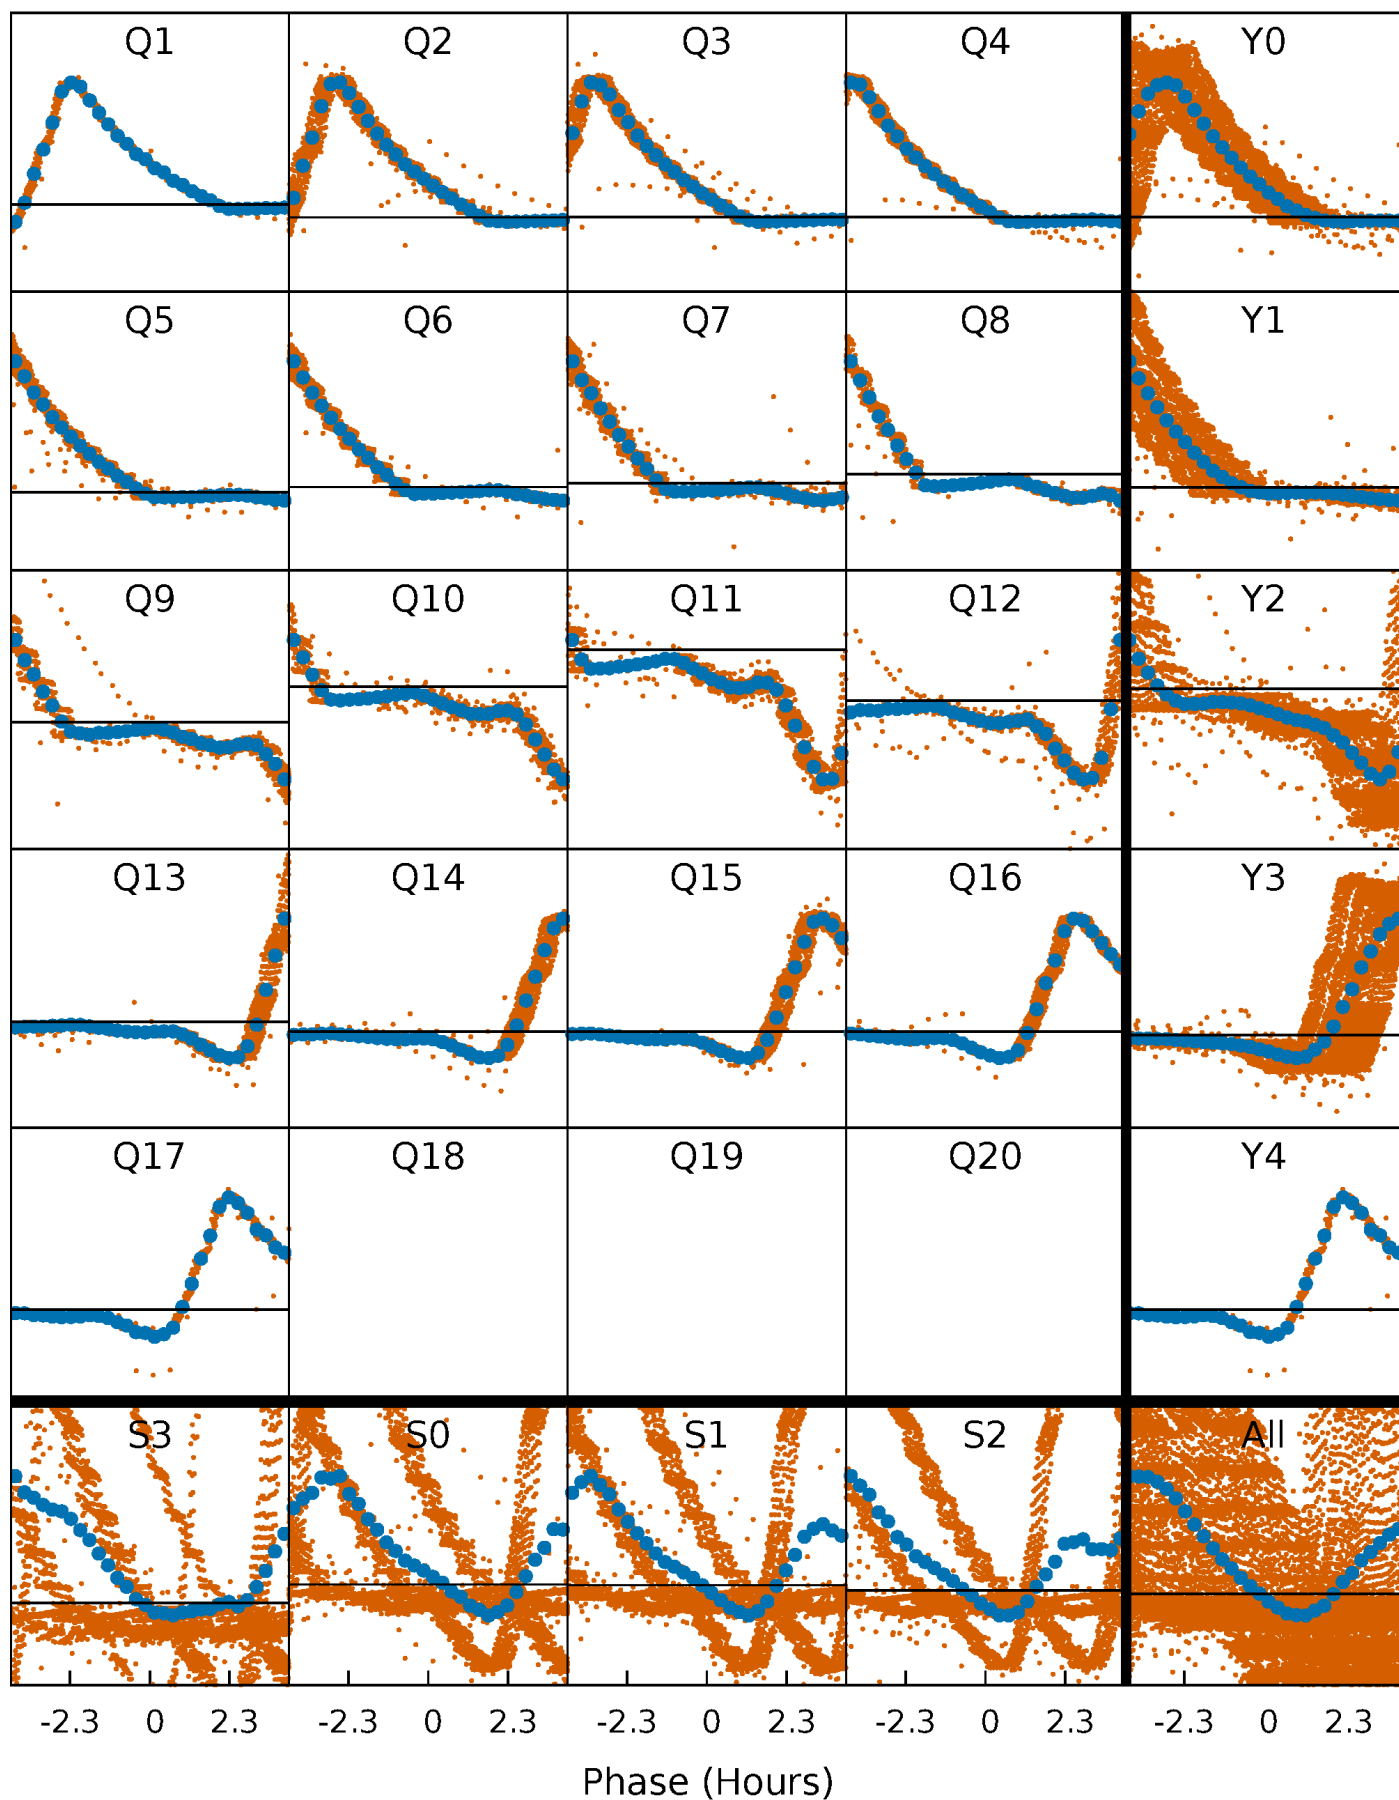 Q1 Q2 Q3 Q4 Y0
Q5 Q6 Q7 Q8 Y1
Q9 Q10 Q11 Q12 Y2
Q13 Q14 Q15 Q16 Y3
Q17 Q18 Q19 Q20 Y4
S3 S0 S1 S2 All
-2.3 0 2.3 -2.3 0 2.3 -2.3 0 2.3 -2.3 0 2.3 -2.3 0 2.3
Phase (Hours)